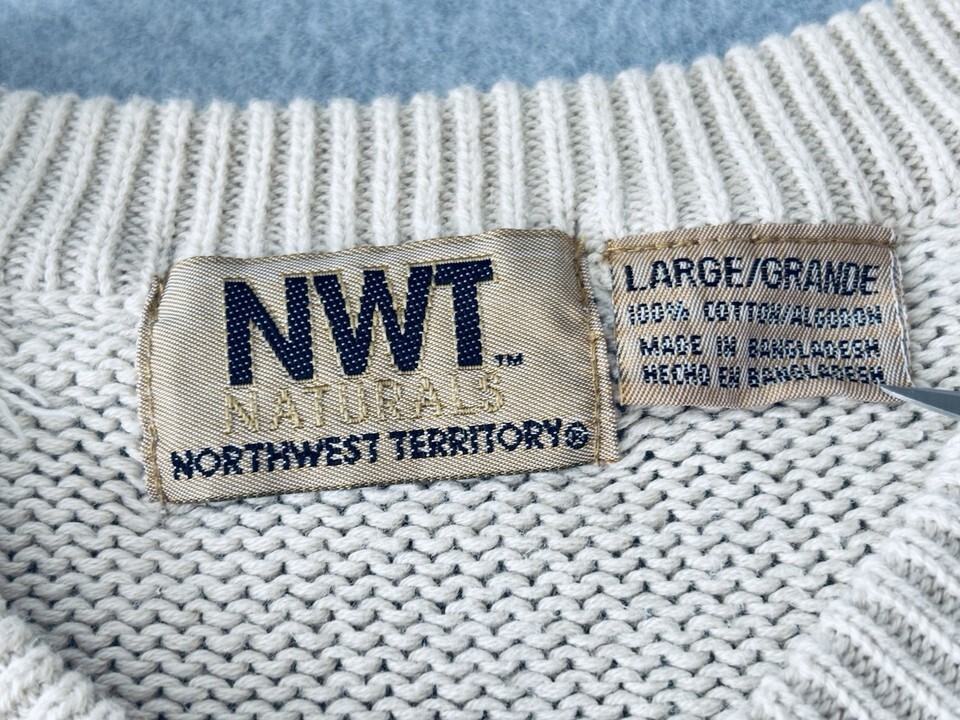 NWT™
NATURALS
NORTHWEST TERRITORY®
LARGE/GRANDE
100% COTTON/ALGODON
MADE IN BANGLADESH
HECHO EN BANGLADESH